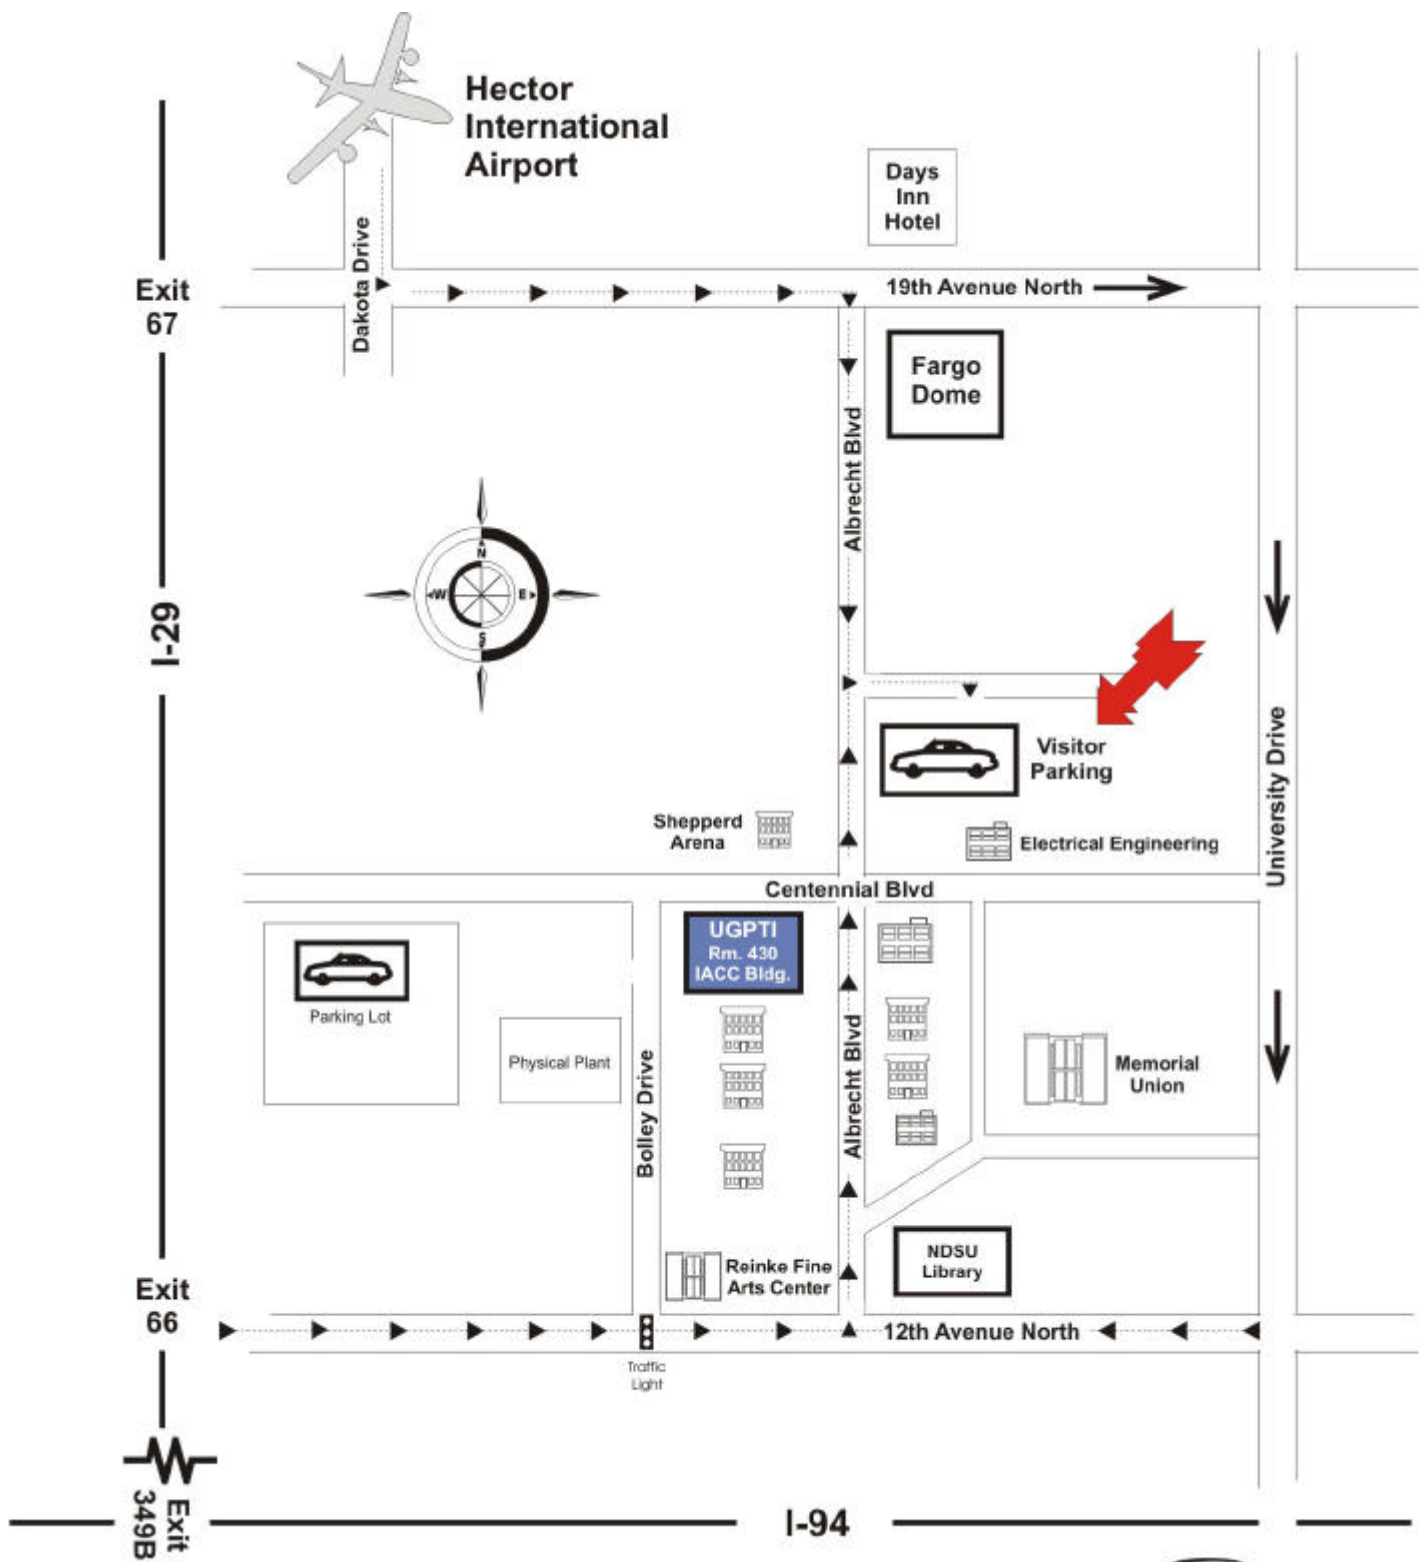 Hector
International
Airport
Days
Inn
Hotel
Dakota Drive
Exit
67
19th Avenue North
Fargo
Dome
Albrecht Blvd
N
W
E
S
I-29
University Drive
Visitor
Parking
Shepperd
Arena
Electrical Engineering
Centennial Blvd
UGPTI
Rm. 430
IACC Bldg.
Parking Lot
Physical Plant
Bolley Drive
Albrecht Blvd
Memorial
Union
NDSU
Library
Reinke Fine
Arts Center
Exit
66
12th Avenue North
Traffic
Light
Exit
349B
I-94